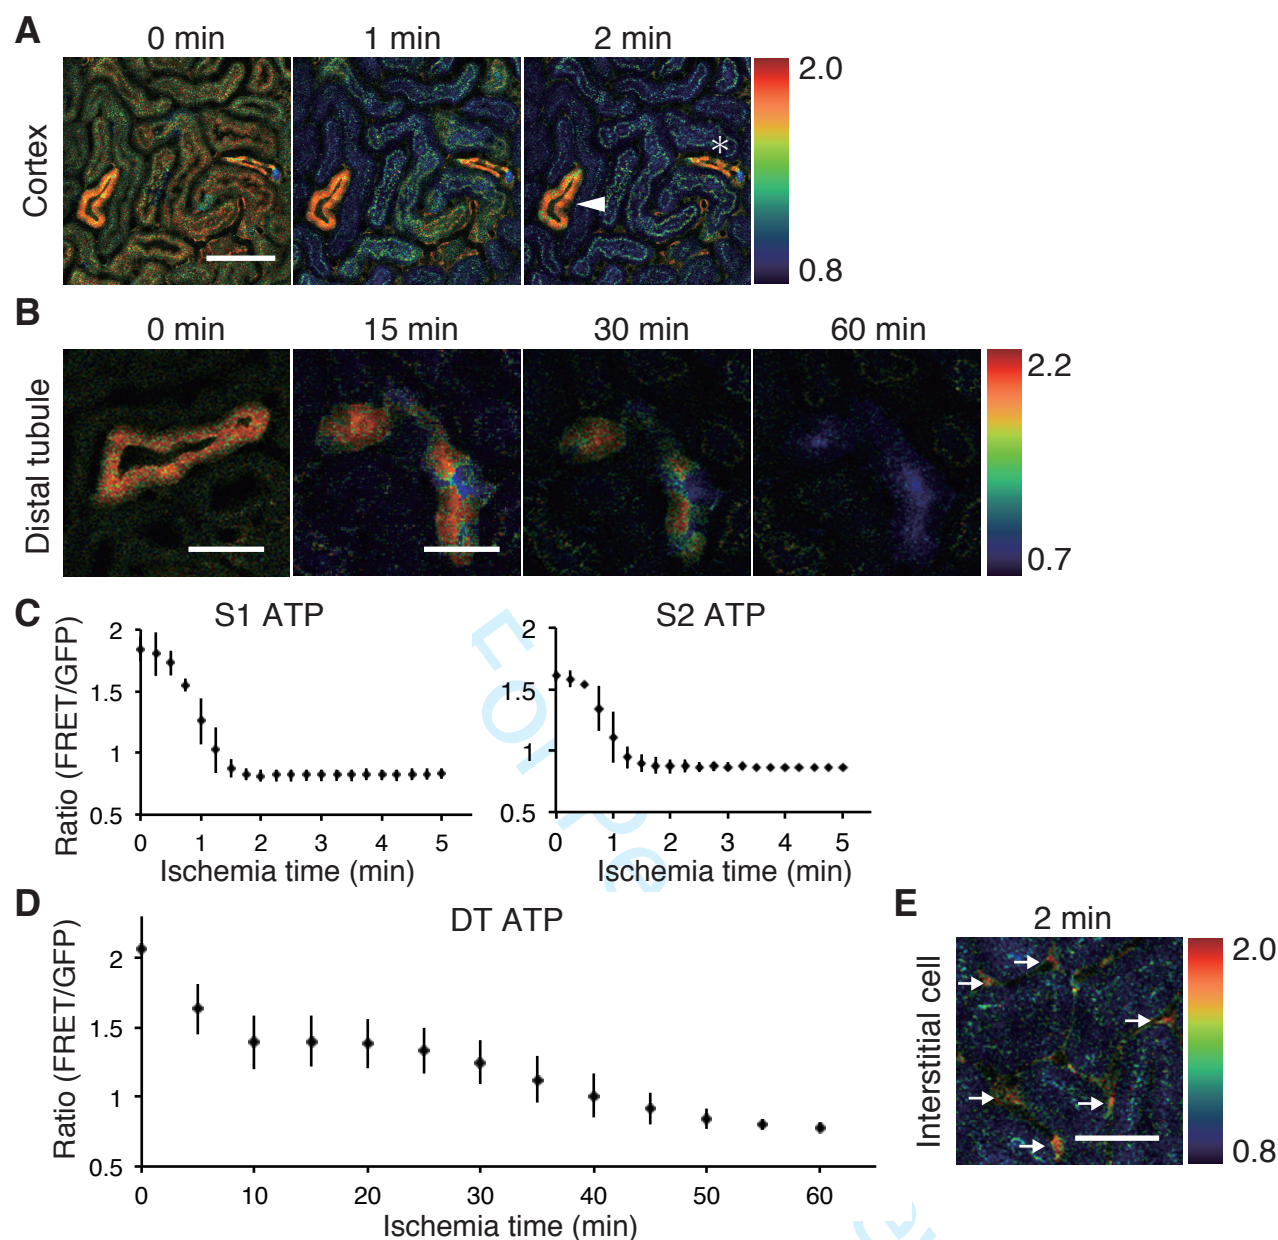 A
0 min
1 min
2 min
Cortex
*
2.0
0.8
B
0 min
15 min
30 min
60 min
Distal tubule
2.2
0.7
C
S1 ATP
Ratio (FRET/GFP)
2
1.5
1
0.5
0 1 2 3 4 5
Ischemia time (min)
S2 ATP
2
1.5
1
0.5
0 1 2 3 4 5
Ischemia time (min)
D
DT ATP
Ratio (FRET/GFP)
2
1.5
1
0.5
0 10 20 30 40 50 60
Ischemia time (min)
E
2 min
Interstitial cell
2.0
0.8